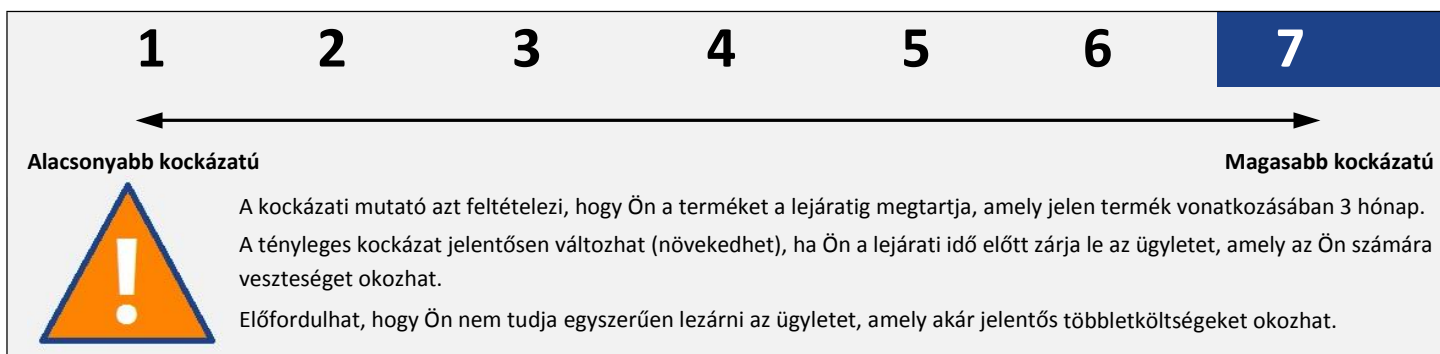 1 2 3 4 5 6 7
Alacsonyabb kockázatú Magasabb kockázatú
A kockázati mutató azt feltételezi, hogy Ön a terméket a lejáratig megtartja, amely jelen termék vonatkozásában 3 hónap.
A tényleges kockázat jelentősen változhat (növekedhet), ha Ön a lejárati idő előtt zárja le az ügyletet, amely az Ön számára
veszteséget okozhat.
Előfordulhat, hogy Ön nem tudja egyszerűen lezárni az ügyletet, amely akár jelentős többletköltségeket okozhat.